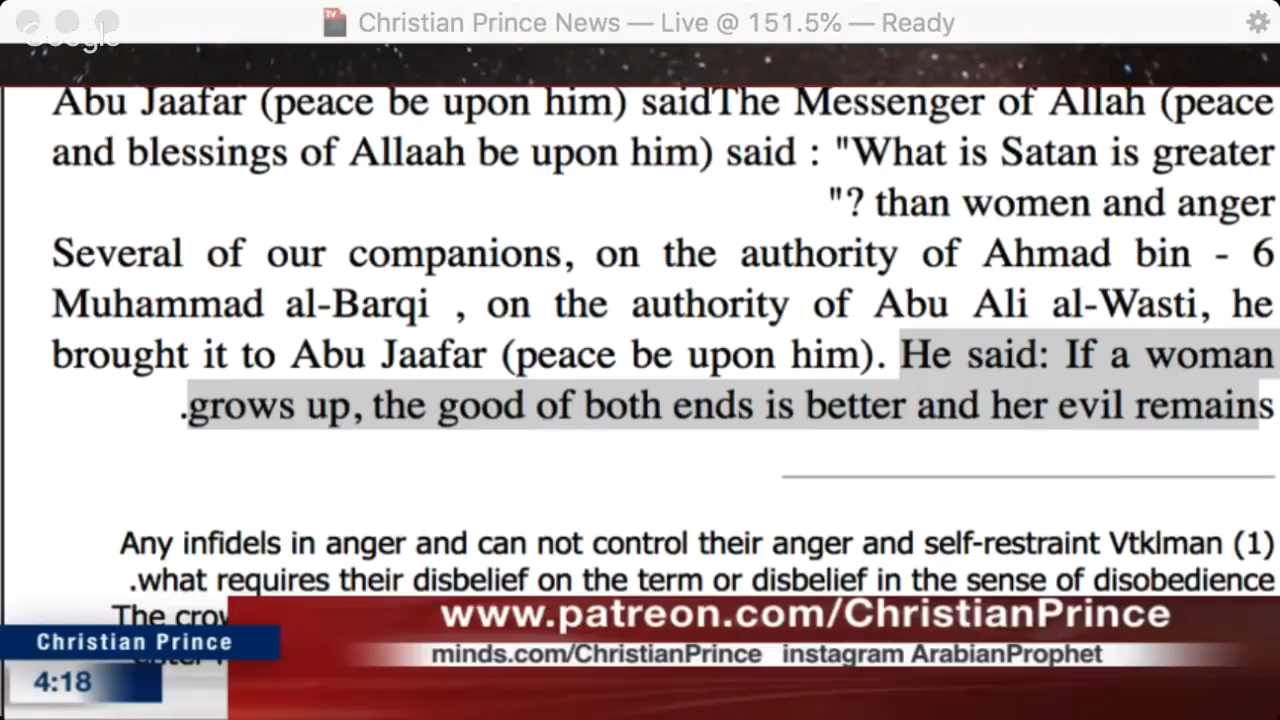 Christian Prince News — Live @ 151.5% — Ready
Google
Abu Jaafar (peace be upon him) saidThe Messenger of Allah (peace
and blessings of Allaah be upon him) said : "What is Satan is greater
"? than women and anger
Several of our companions, on the authority of Ahmad bin - 6
Muhammad al-Barqi , on the authority of Abu Ali al-Wasti, he
brought it to Abu Jaafar (peace be upon him). He said: If a woman
.grows up, the good of both ends is better and her evil remains
Any infidels in anger and can not control their anger and self-restraint Vtklman (1)
.what requires their disbelief on the term or disbelief in the sense of disobedience
The
www.patreon.com/ChristianPrince
Christian Prince
minds.com/ChristianPrince instagram ArabianProphet
4:18